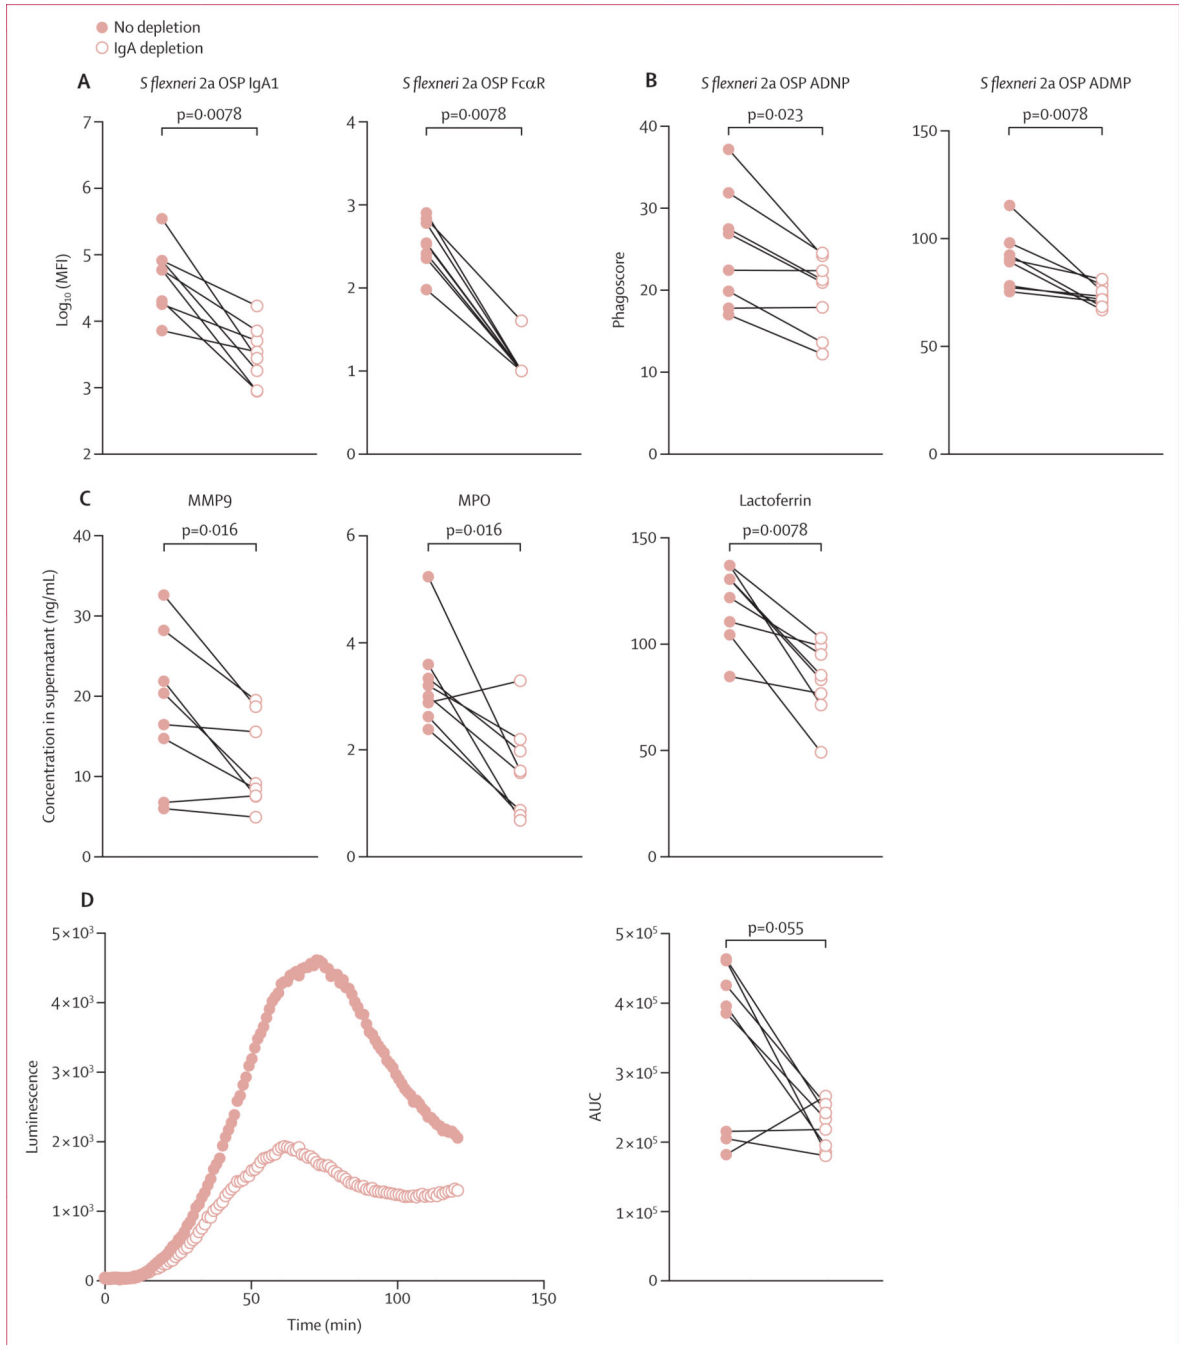 No depletion
IgA depletion
A
S flexneri 2a OSP IgA1
S flexneri 2a OSP FcαR
B
S flexneri 2a OSP ADNP
S flexneri 2a OSP ADMP
p=0·0078
p=0·0078
p=0·023
p=0·0078
Log₁₀ (MFI)
7
6
5
4
3
2
4
3
2
1
0
Phagoscore
40
30
20
10
0
150
100
50
0
C
MMP9
MPO
Lactoferrin
p=0·016
p=0·016
p=0·0078
Concentration in supernatant (ng/mL)
40
30
20
10
0
6
4
2
0
150
100
50
0
D
Luminescence
5×10³
4×10³
3×10³
2×10³
1×10³
0
0
50
100
150
Time (min)
p=0·055
AUC
5×10⁵
4×10⁵
3×10⁵
2×10⁵
1×10⁵
0